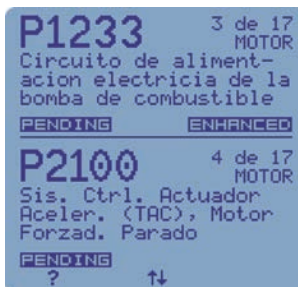 P1233 3 de 17
MOTOR
Circuito de aliment-
acion electricia de la
bomba de combustible
PENDING ENHANCED
P2100 4 de 17
MOTOR
Sis. Ctrl. Actuador
Aceler. (TAC), Motor
Forzad. Parado
PENDING
? ↑↓